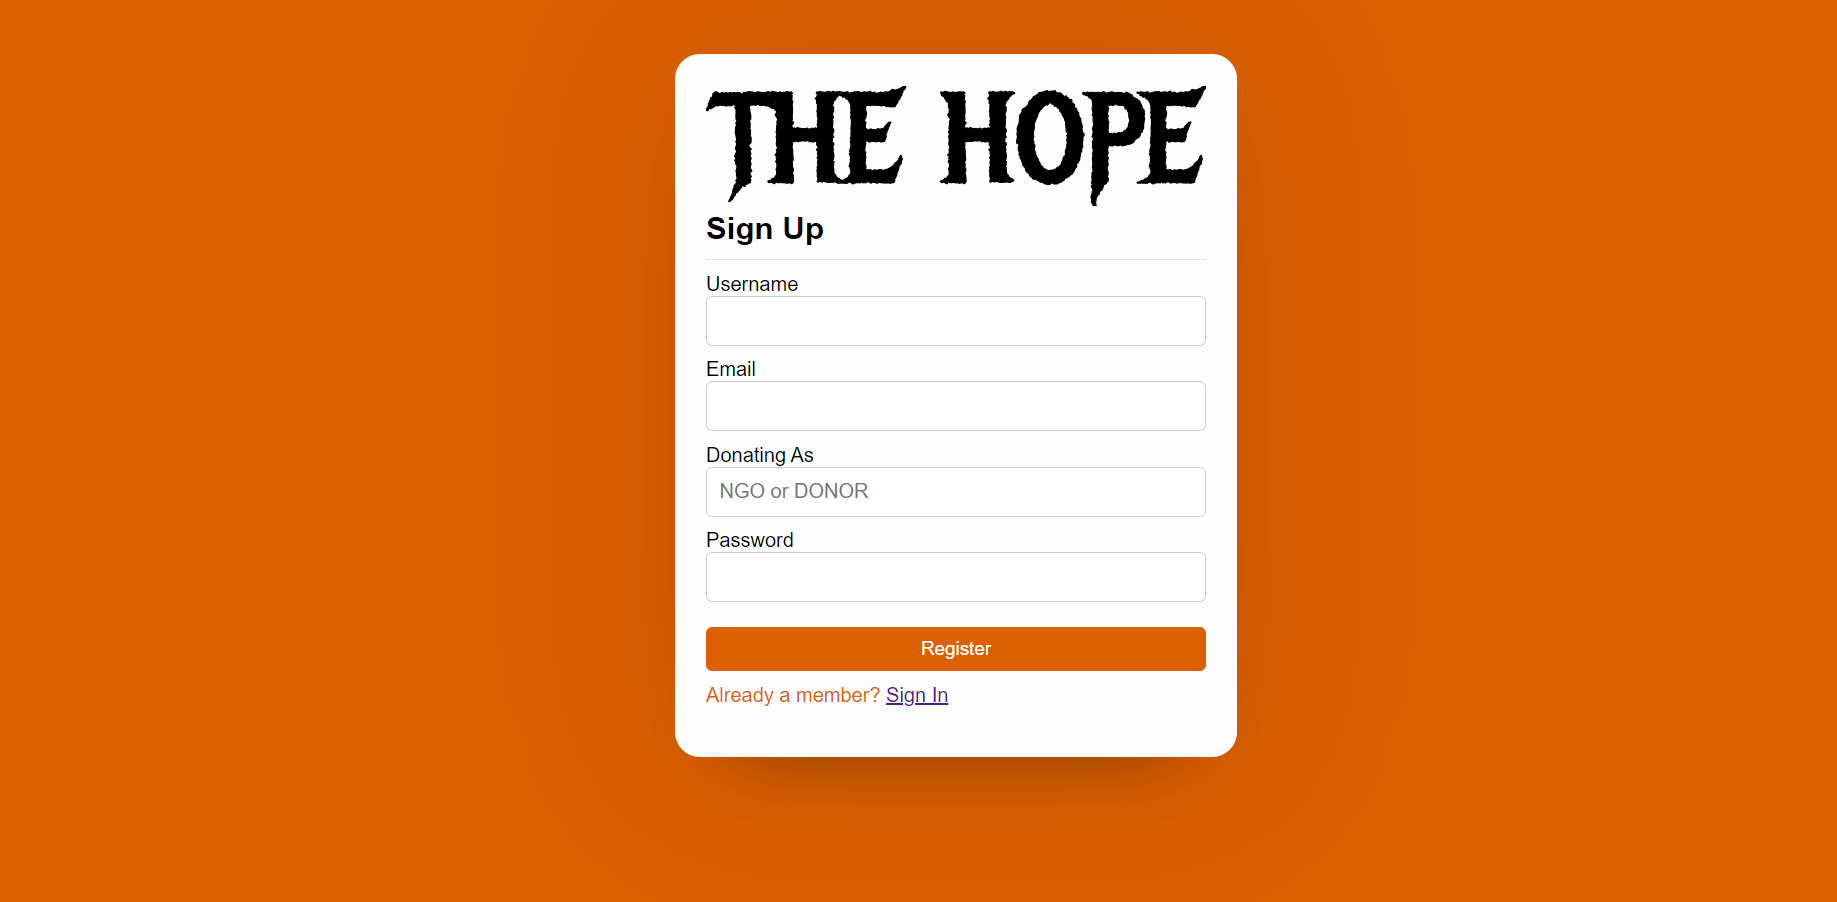 THE HOPE
Sign Up
Username
Email
Donating As
NGO or DONOR
Password
Register
Already a member? Sign In